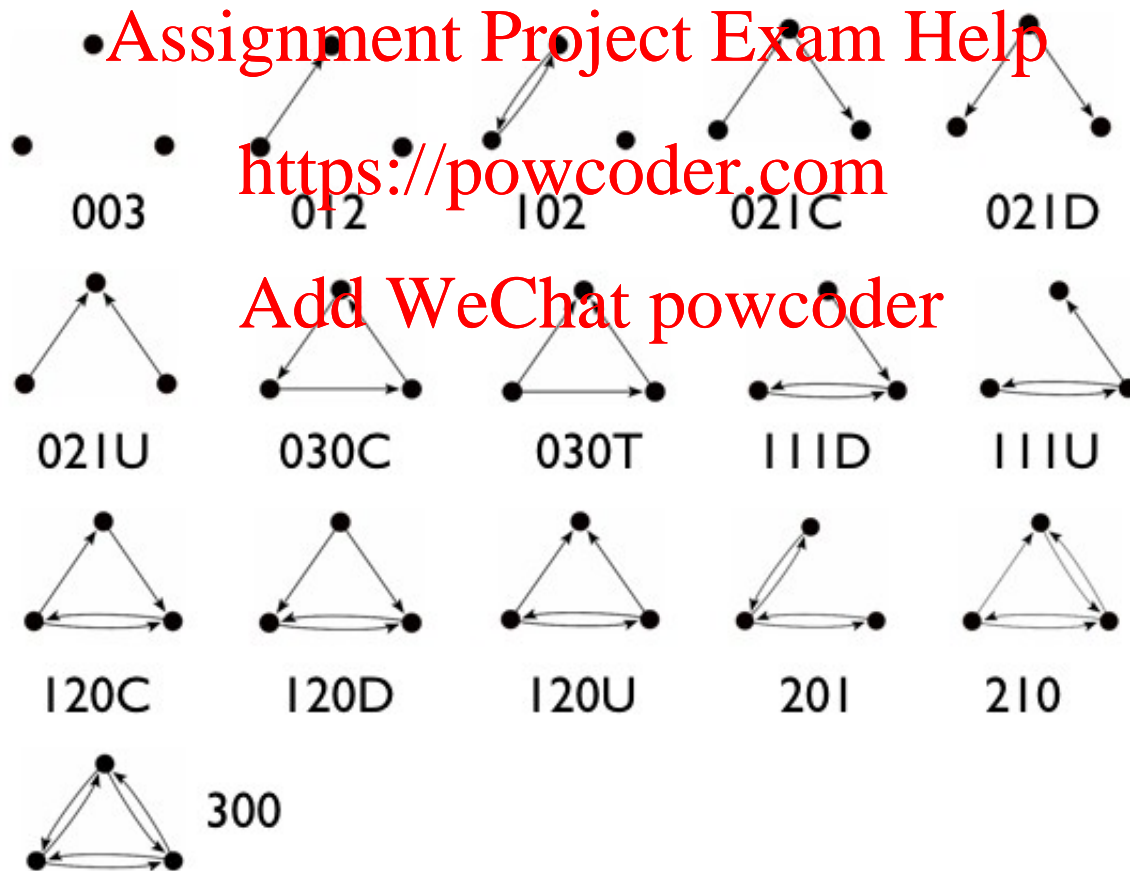 Assignment Project Exam Help
https://powcoder.com
003 012 102 021C 021D
Add WeChat powcoder
021U 030C 030T 111D 111U
120C 120D 120U 201 210
300